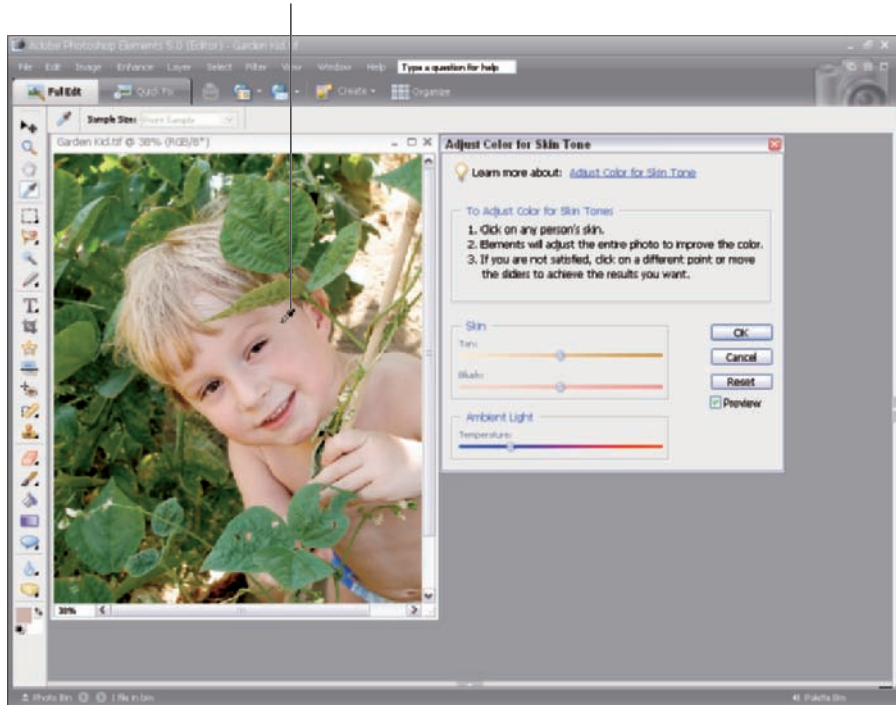 Adobe Photoshop Elements 5.0 (Editor) - Garden Kid.tif
File Edit Image Enhance Layer Select Filter View Window Help Type a question for help
Full Edit Quick Fix Create Organize
Sample Size: Point Sample
Garden Kid.tif @ 38% (RGB/8*)
38%
Adjust Color for Skin Tone
Learn more about: Adjust Color for Skin Tone
To Adjust Color for Skin Tones
1. Click on any person's skin.
2. Elements will adjust the entire photo to improve the color.
3. If you are not satisfied, click on a different point or move
the sliders to achieve the results you want.
Skin
Tan:
Blush:
Ambient Light
Temperature:
OK
Cancel
Reset
Preview
Photo Bin 1 file in bin
Palette Bin